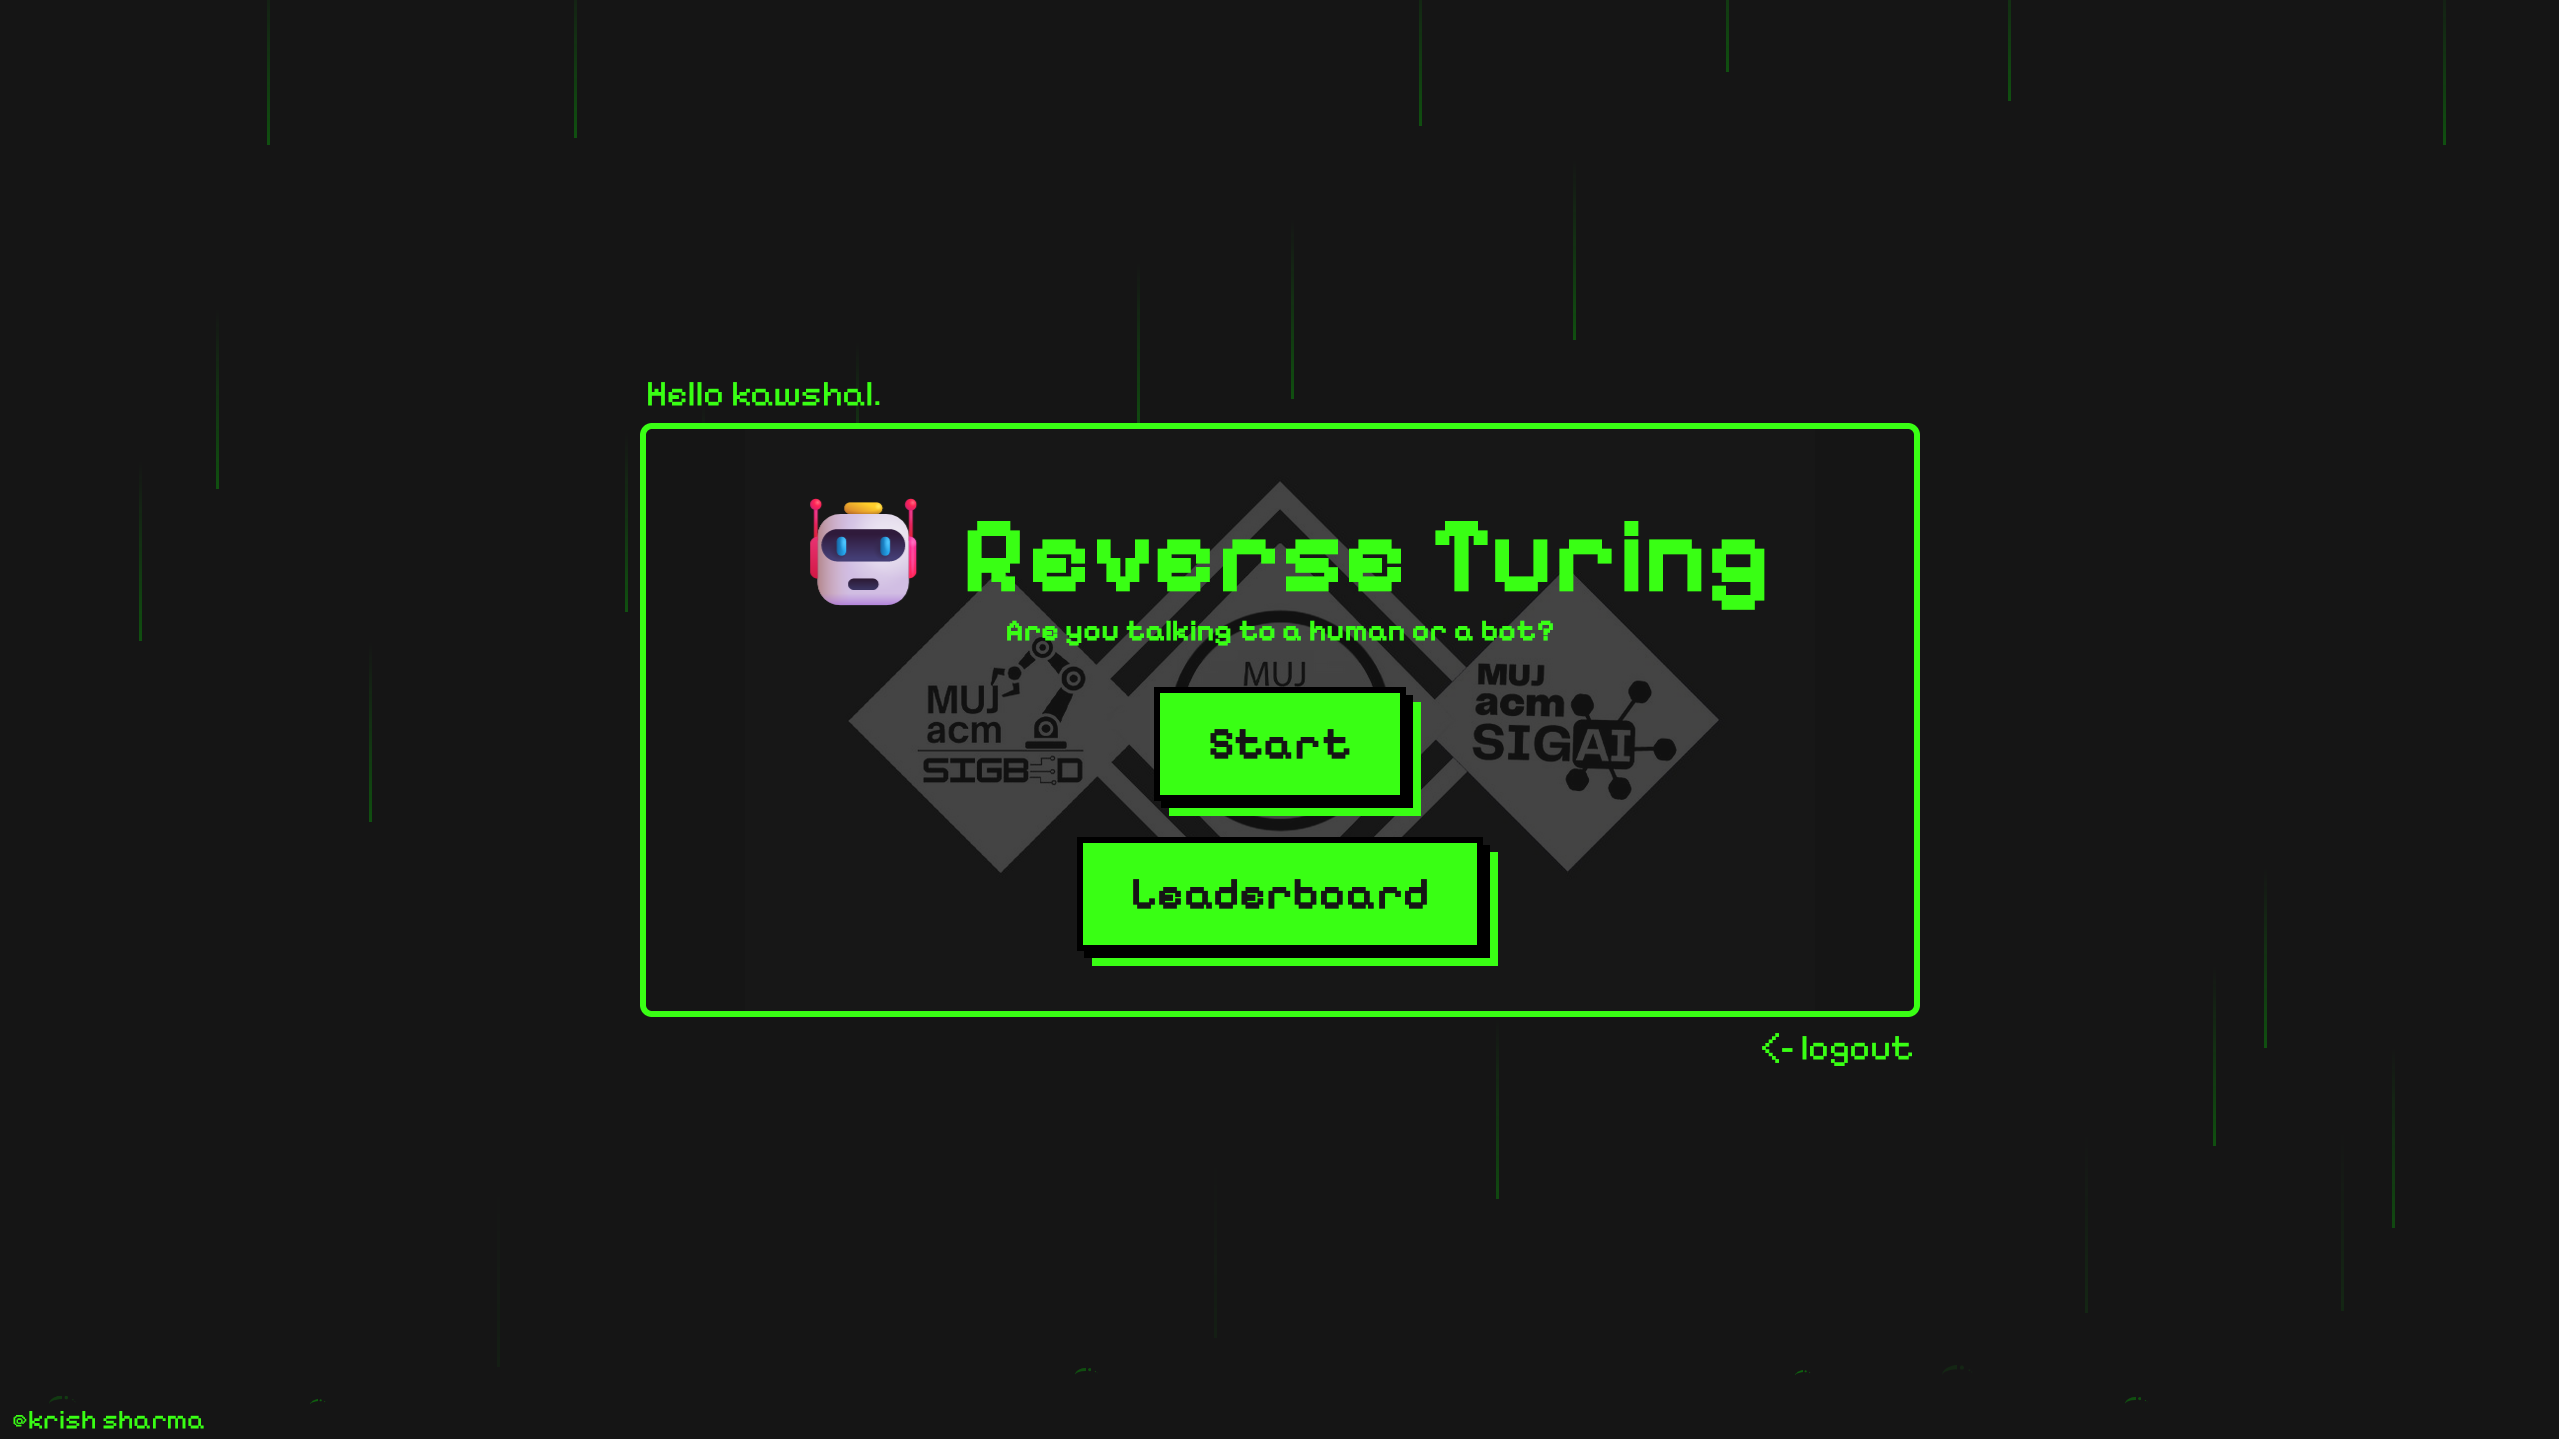 Hello kawshal.
Reverse Turing
Are you talking to a human or a bot?
MUJ
acm
SIGB
D
MUJ
MUJ
acm
SIGAI
Start
Leaderboard
<- logout
@krish sharma